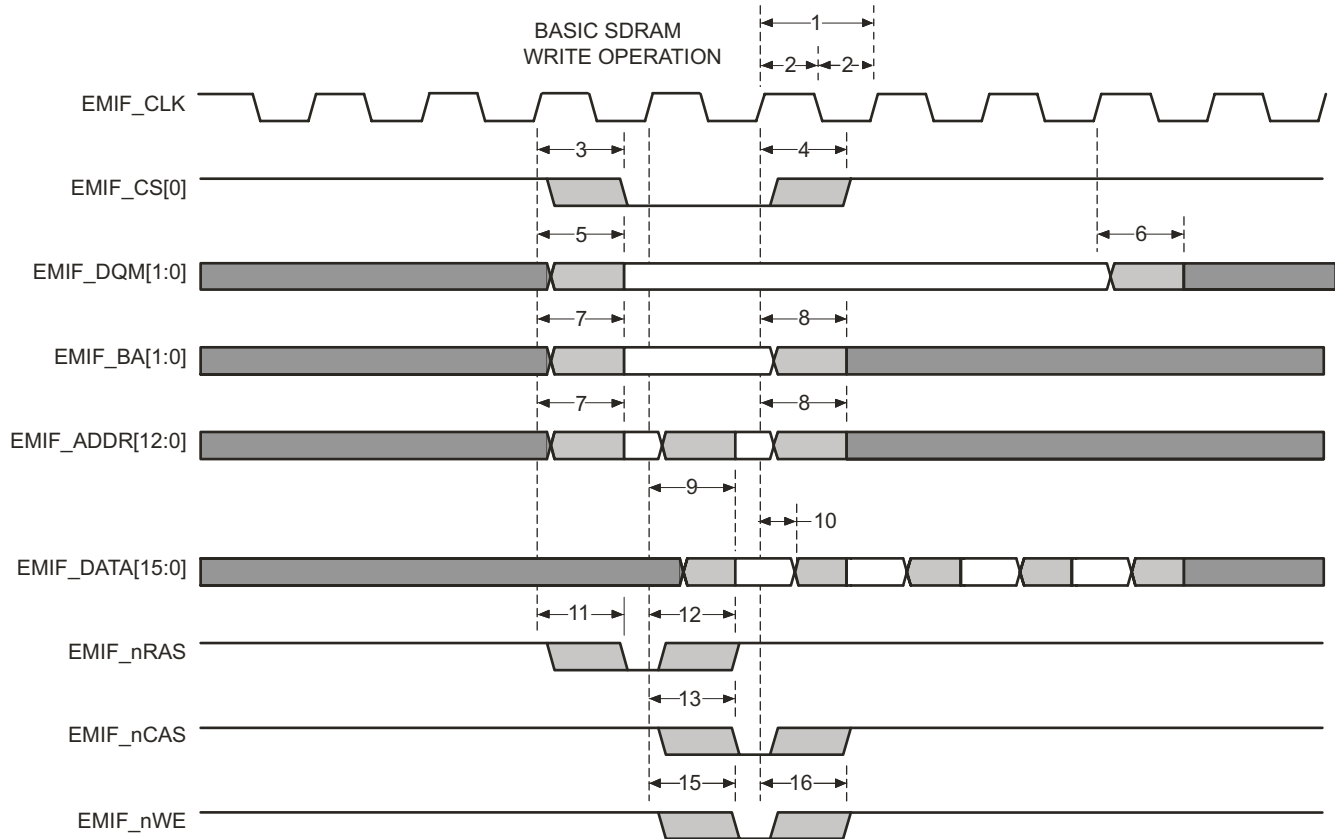 BASIC SDRAM
WRITE OPERATION
1
2 2
EMIF_CLK
3 4
EMIF_CS[0]
5 6
EMIF_DQM[1:0]
7 8
EMIF_BA[1:0]
7 8
EMIF_ADDR[12:0]
9
10
EMIF_DATA[15:0]
11 12
EMIF_nRAS
13
EMIF_nCAS
15 16
EMIF_nWE